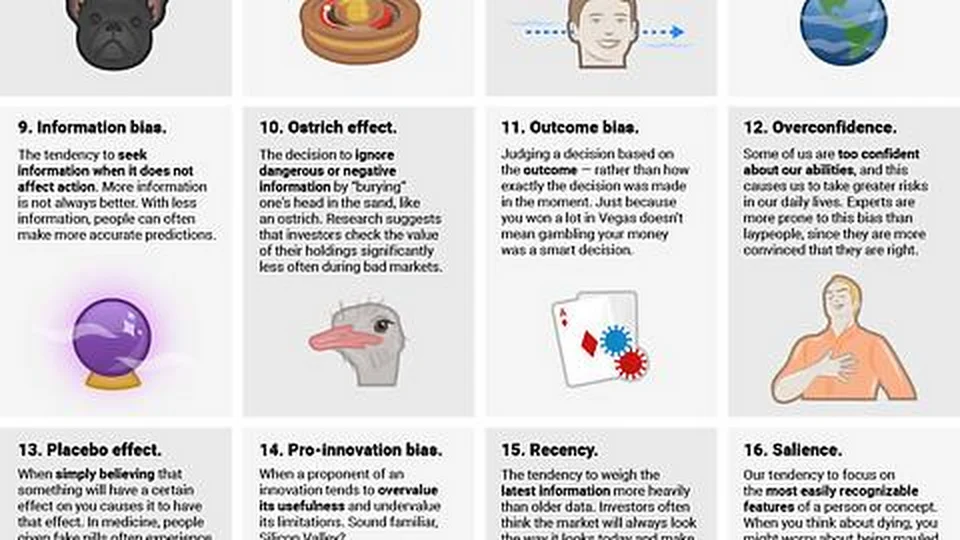 9. Information bias.
The tendency to seek
information when it does not
affect action. More information
is not always better. With less
information, people can often
make more accurate predictions.
10. Ostrich effect.
The decision to ignore
dangerous or negative
information by "burying"
one's head in the sand, like
an ostrich. Research suggests
that investors check the value
of their holdings significantly
less often during bad markets.
11. Outcome bias.
Judging a decision based on
the outcome — rather than how
exactly the decision was made
in the moment. Just because
you won a lot in Vegas doesn't
mean gambling your money
was a smart decision.
A
12. Overconfidence.
Some of us are too confident
about our abilities, and this
causes us to take greater risks
in our daily lives. Experts are
more prone to this bias than
laypeople, since they are more
convinced that they are right.
13. Placebo effect.
When simply believing that
something will have a certain
effect on you causes it to have
that effect. In medicine, people
given fake pills often experience
14. Pro-innovation bias.
When a proponent of an
innovation tends to overvalue
its usefulness and undervalue
its limitations. Sound familiar,
Silicon Valley?
15. Recency.
The tendency to weigh the
latest information more heavily
than older data. Investors often
think the market will always look
the way it looks today and make
16. Salience.
Our tendency to focus on
the most easily recognizable
features of a person or concept.
When you think about dying, you
might worry about being mauled